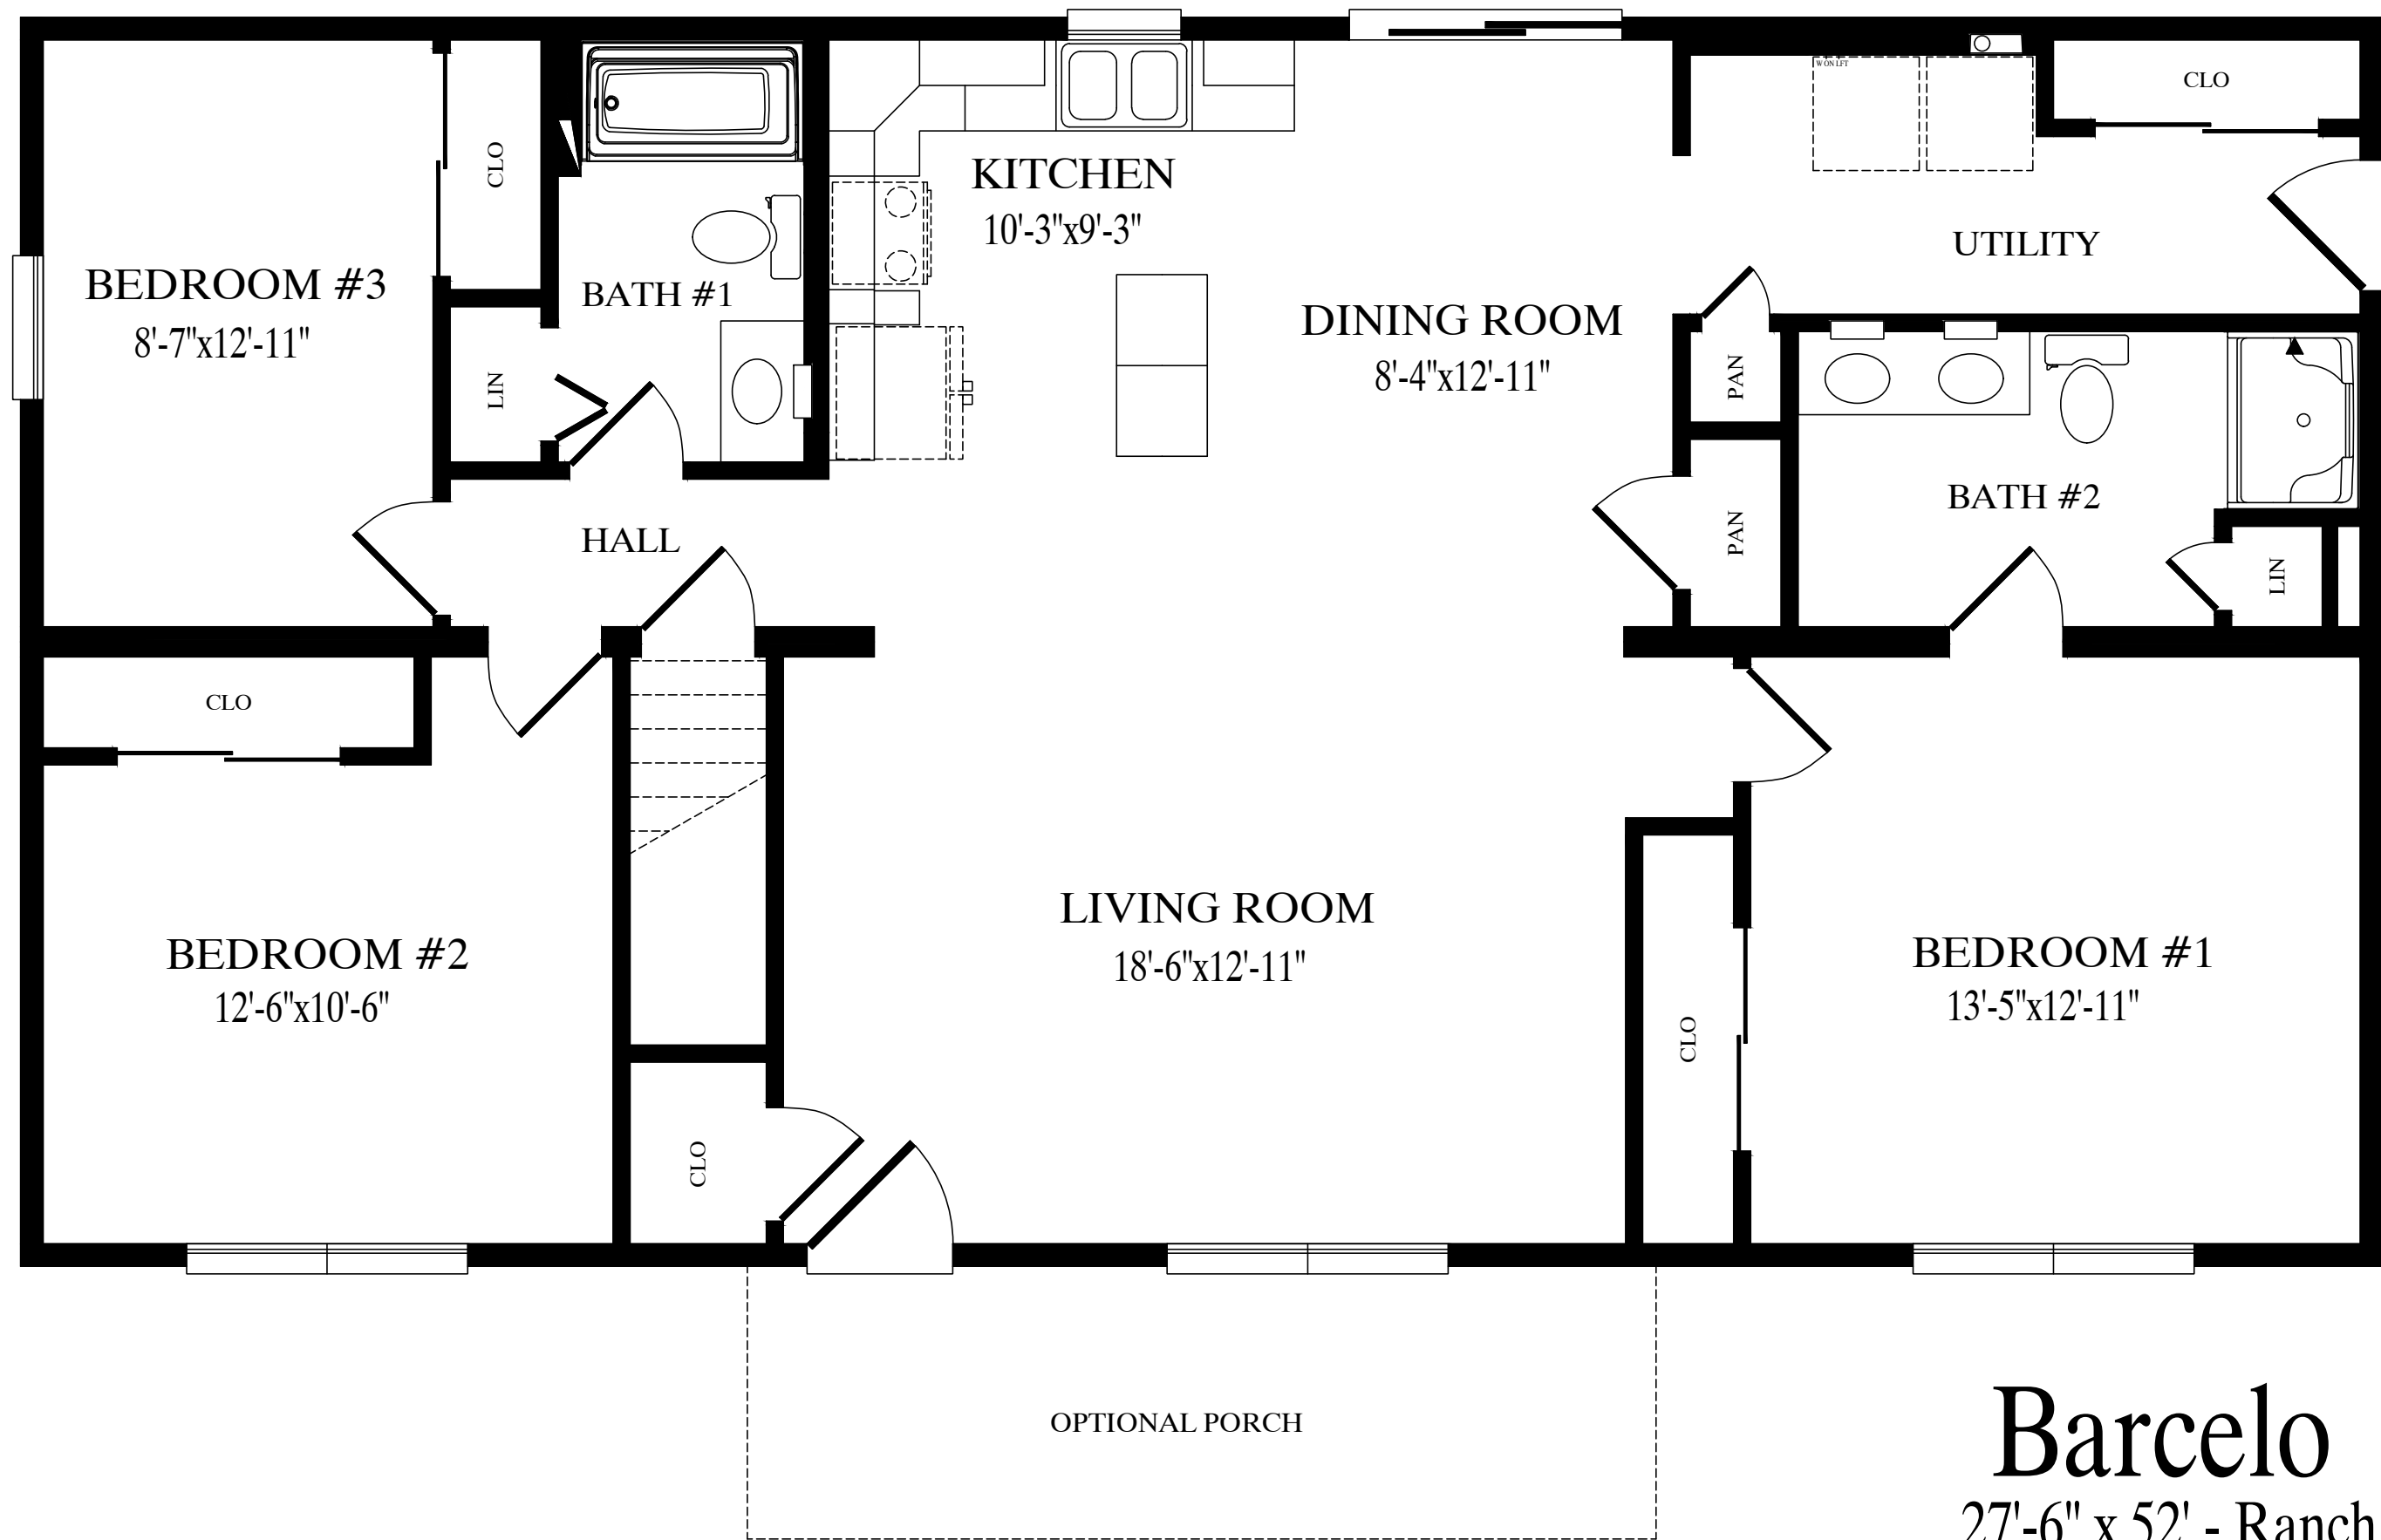 W ON LFT
CLO
CLO
KITCHEN
10'-3"x9'-3"
UTILITY
BEDROOM #3
8'-7"x12'-11"
BATH #1
DINING ROOM
8'-4"x12'-11"
LIN
PAN
BATH #2
HALL
PAN
LIN
CLO
LIVING ROOM
18'-6"x12'-11"
BEDROOM #2
12'-6"x10'-6"
BEDROOM #1
13'-5"x12'-11"
CLO
CLO
OPTIONAL PORCH
Barcelo
27'-6" x 52' - Ranch